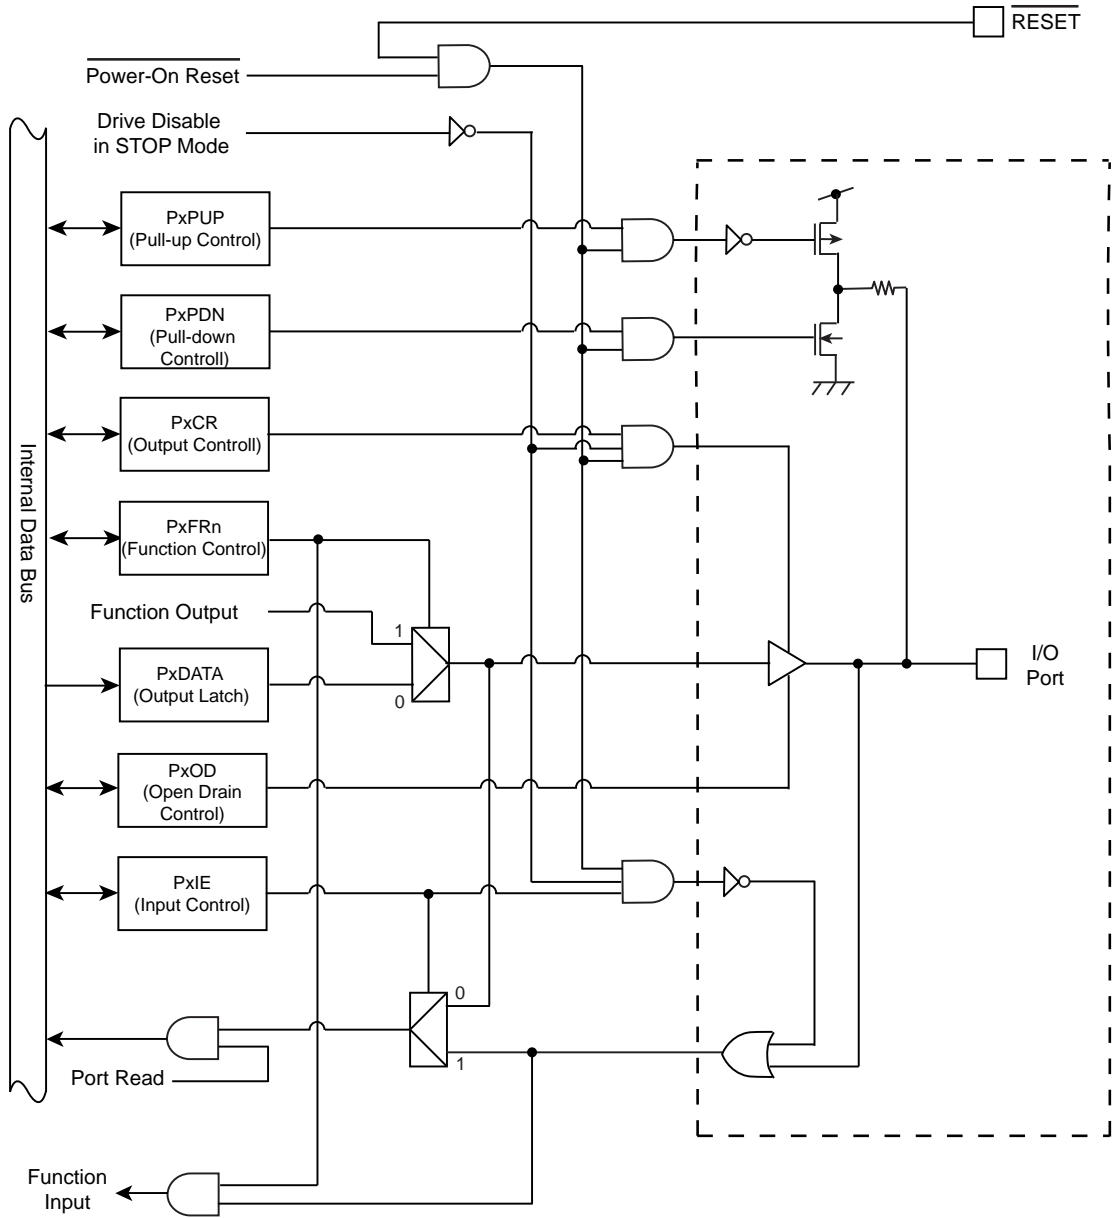 RESET
Power-On Reset
Drive Disable
in STOP Mode
PxPUP
(Pull-up Control)
PxPDN
(Pull-down
Controll)
PxCR
(Output Controll)
Internal Data Bus
PxFRn
(Function Control)
Function Output
1
PxDATA
(Output Latch)
0
I/O
Port
PxOD
(Open Drain
Control)
PxIE
(Input Control)
0
1
Port Read
Function
Input